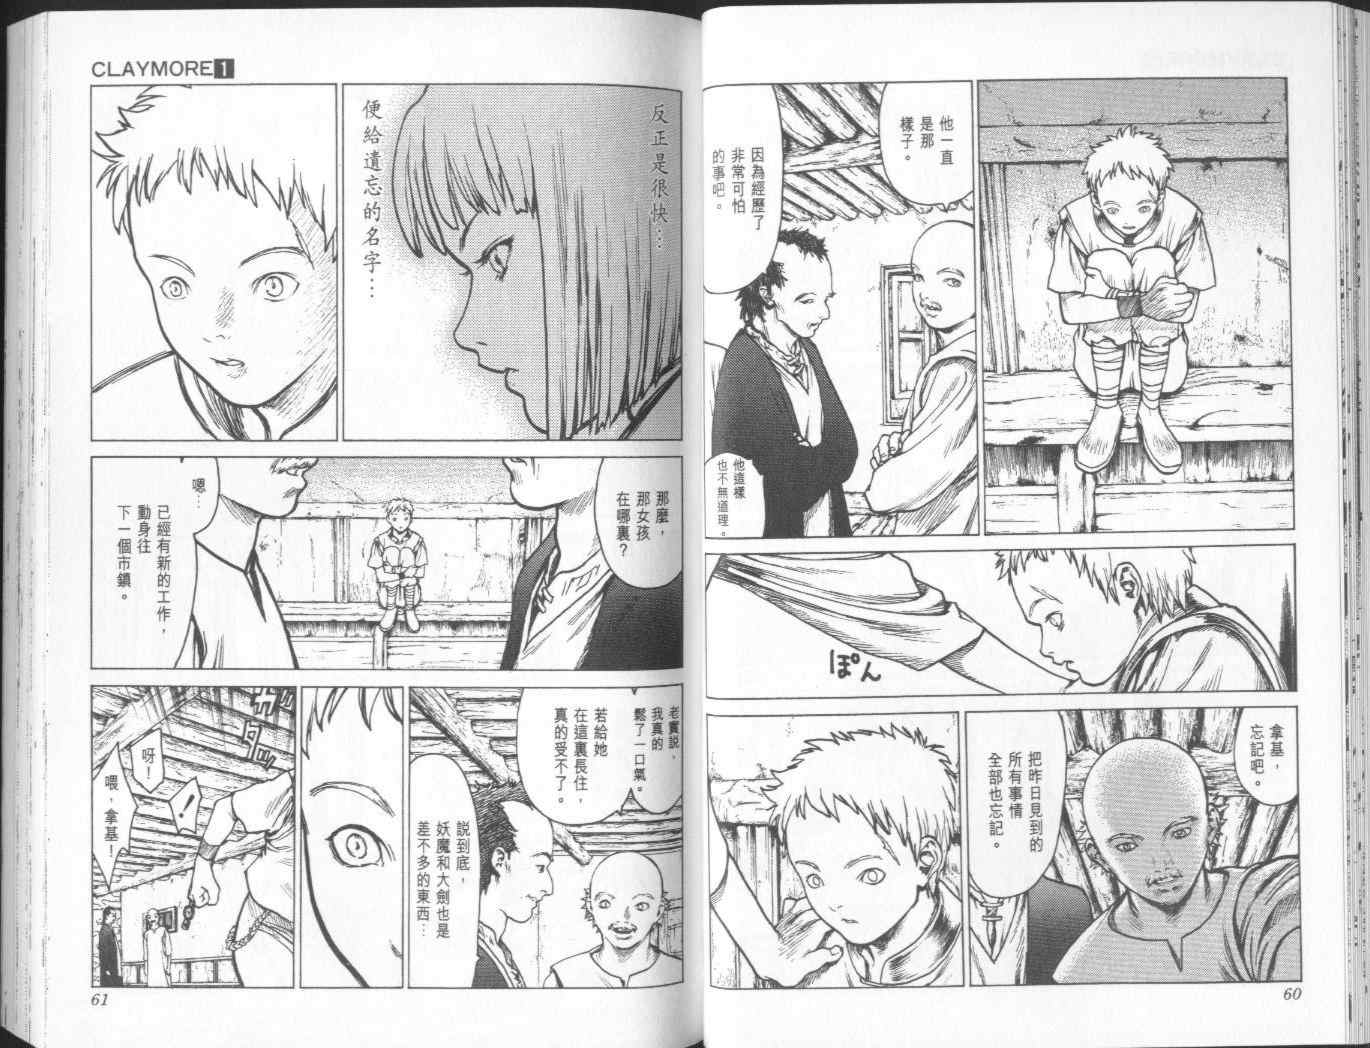 CLAYMORE 1
他一直
是那
樣子。
因為經歷了
非常可怕
的事吧。
他這樣
也不無道理。
ぽん
拿基，
忘記吧。
把昨日見到的
所有事情
全部也忘記。
60
反正是很快…
便給遺忘的名字…
那麼，
那女孩
在哪裏？
嗯…
已經有新的工作，
動身往
下一個市鎮。
老實說，
我真的
鬆了一口氣。
若給她
在這裏長住，
真的受不了。
說到底，
妖魔和大劍也是
差不多的東西…
ガタッ
！
呀！
喂，拿基！
61